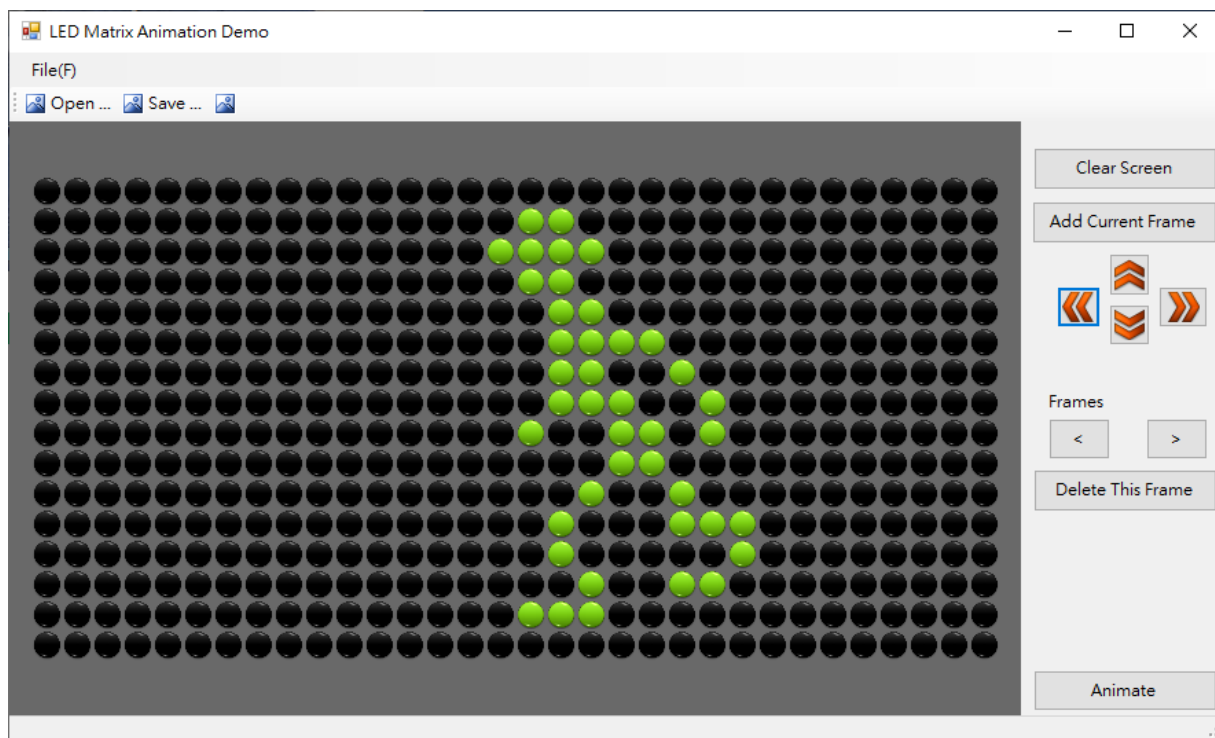 LED Matrix Animation Demo
File(F)
Open ... Save ...
Clear Screen
Add Current Frame
Frames
< >
Delete This Frame
Animate